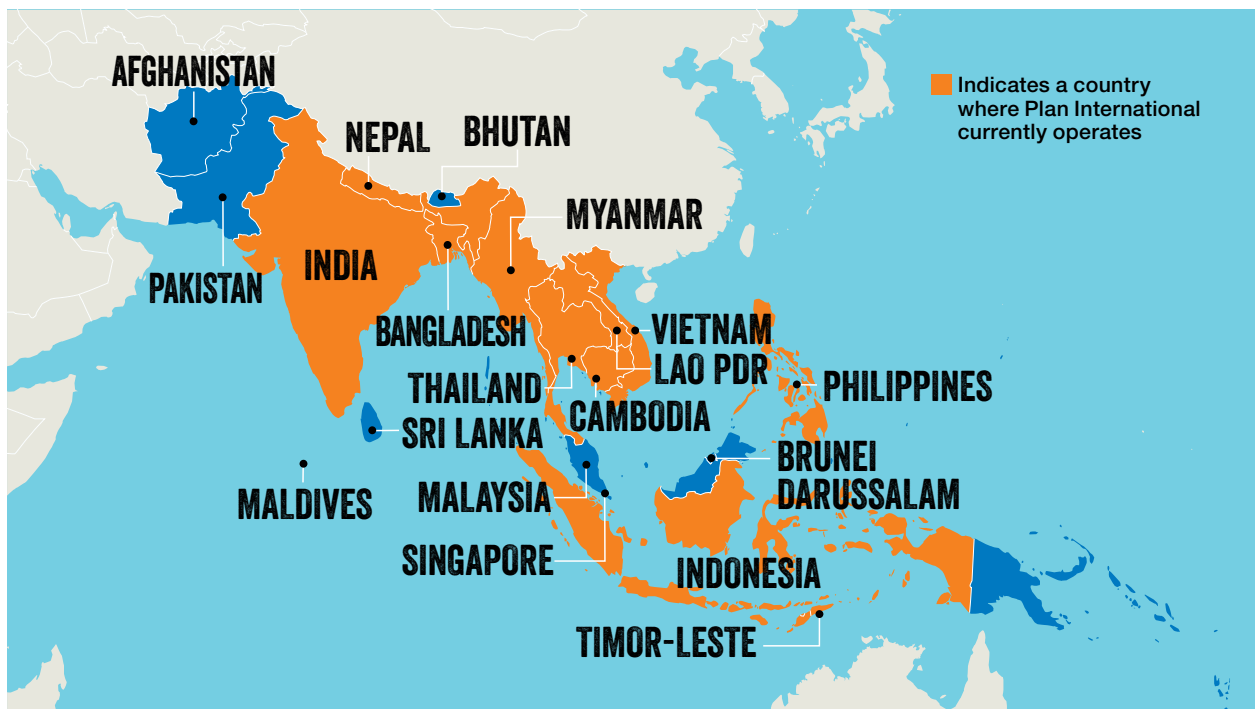 AFGHANISTAN
Indicates a country
where Plan International
currently operates
NEPAL
BHUTAN
MYANMAR
INDIA
PAKISTAN
BANGLADESH
VIETNAM
LAO PDR
THAILAND
PHILIPPINES
CAMBODIA
SRI LANKA
BRUNEI
DARUSSALAM
MALDIVES
MALAYSIA
SINGAPORE
INDONESIA
TIMOR-LESTE